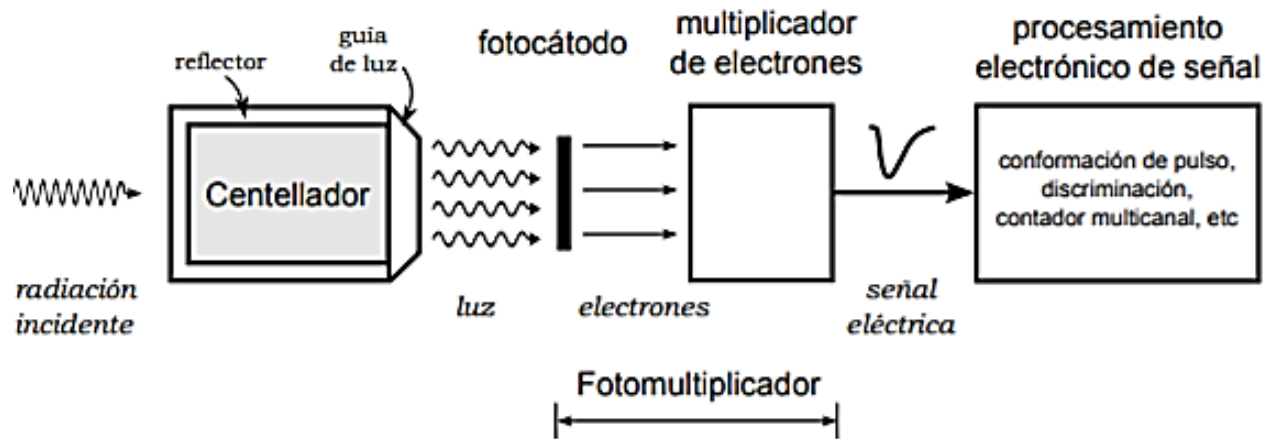 reflector
guía
de luz
fotocátodo
multiplicador
de electrones
procesamiento
electrónico de señal
Centellador
conformación de pulso,
discriminación,
contador multicanal, etc
radiación
incidente
luz
electrones
señal
eléctrica
Fotomultiplicador